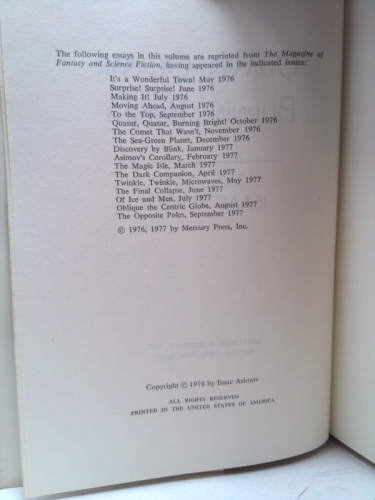 The following essays in this volume are reprinted from The Magazine of
Fantasy and Science Fiction, having appeared in the indicated issues:
It's a Wonderful Town! May 1976
Surprise! Surprise! June 1976
Making It! July 1976
Moving Ahead, August 1976
To the Top, September 1976
Quasar, Quasar, Burning Bright! October 1976
The Comet That Wasn't, November 1976
The Sea-Green Planet, December 1976
Discovery by Blink, January 1977
Asimov's Corollary, February 1977
The Magic Isle, March 1977
The Dark Companion, April 1977
Twinkle, Twinkle, Microwaves, May 1977
The Final Collapse, June 1977
Of Ice and Men, July 1977
Oblique the Centric Globe, August 1977
The Opposite Poles, September 1977
© 1976, 1977 by Mercury Press, Inc.
Copyright © 1978 by Isaac Asimov
ALL RIGHTS RESERVED
PRINTED IN THE UNITED STATES OF AMERICA